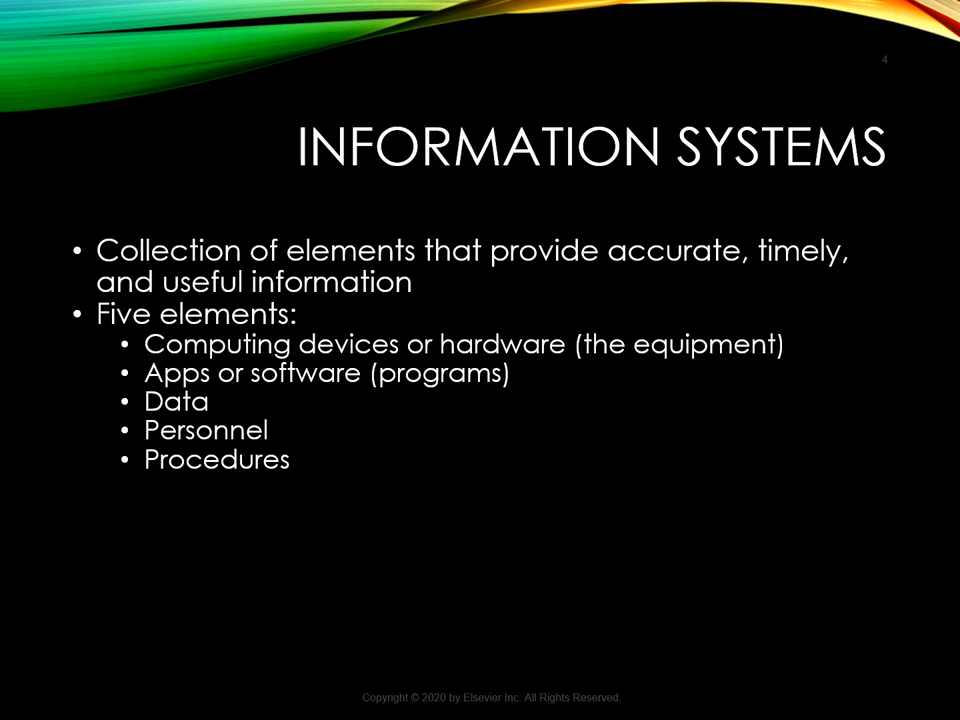 4
INFORMATION SYSTEMS
• Collection of elements that provide accurate, timely,
and useful information
• Five elements:
• Computing devices or hardware (the equipment)
• Apps or software (programs)
• Data
• Personnel
• Procedures
Copyright © 2020 by Elsevier Inc. All Rights Reserved.